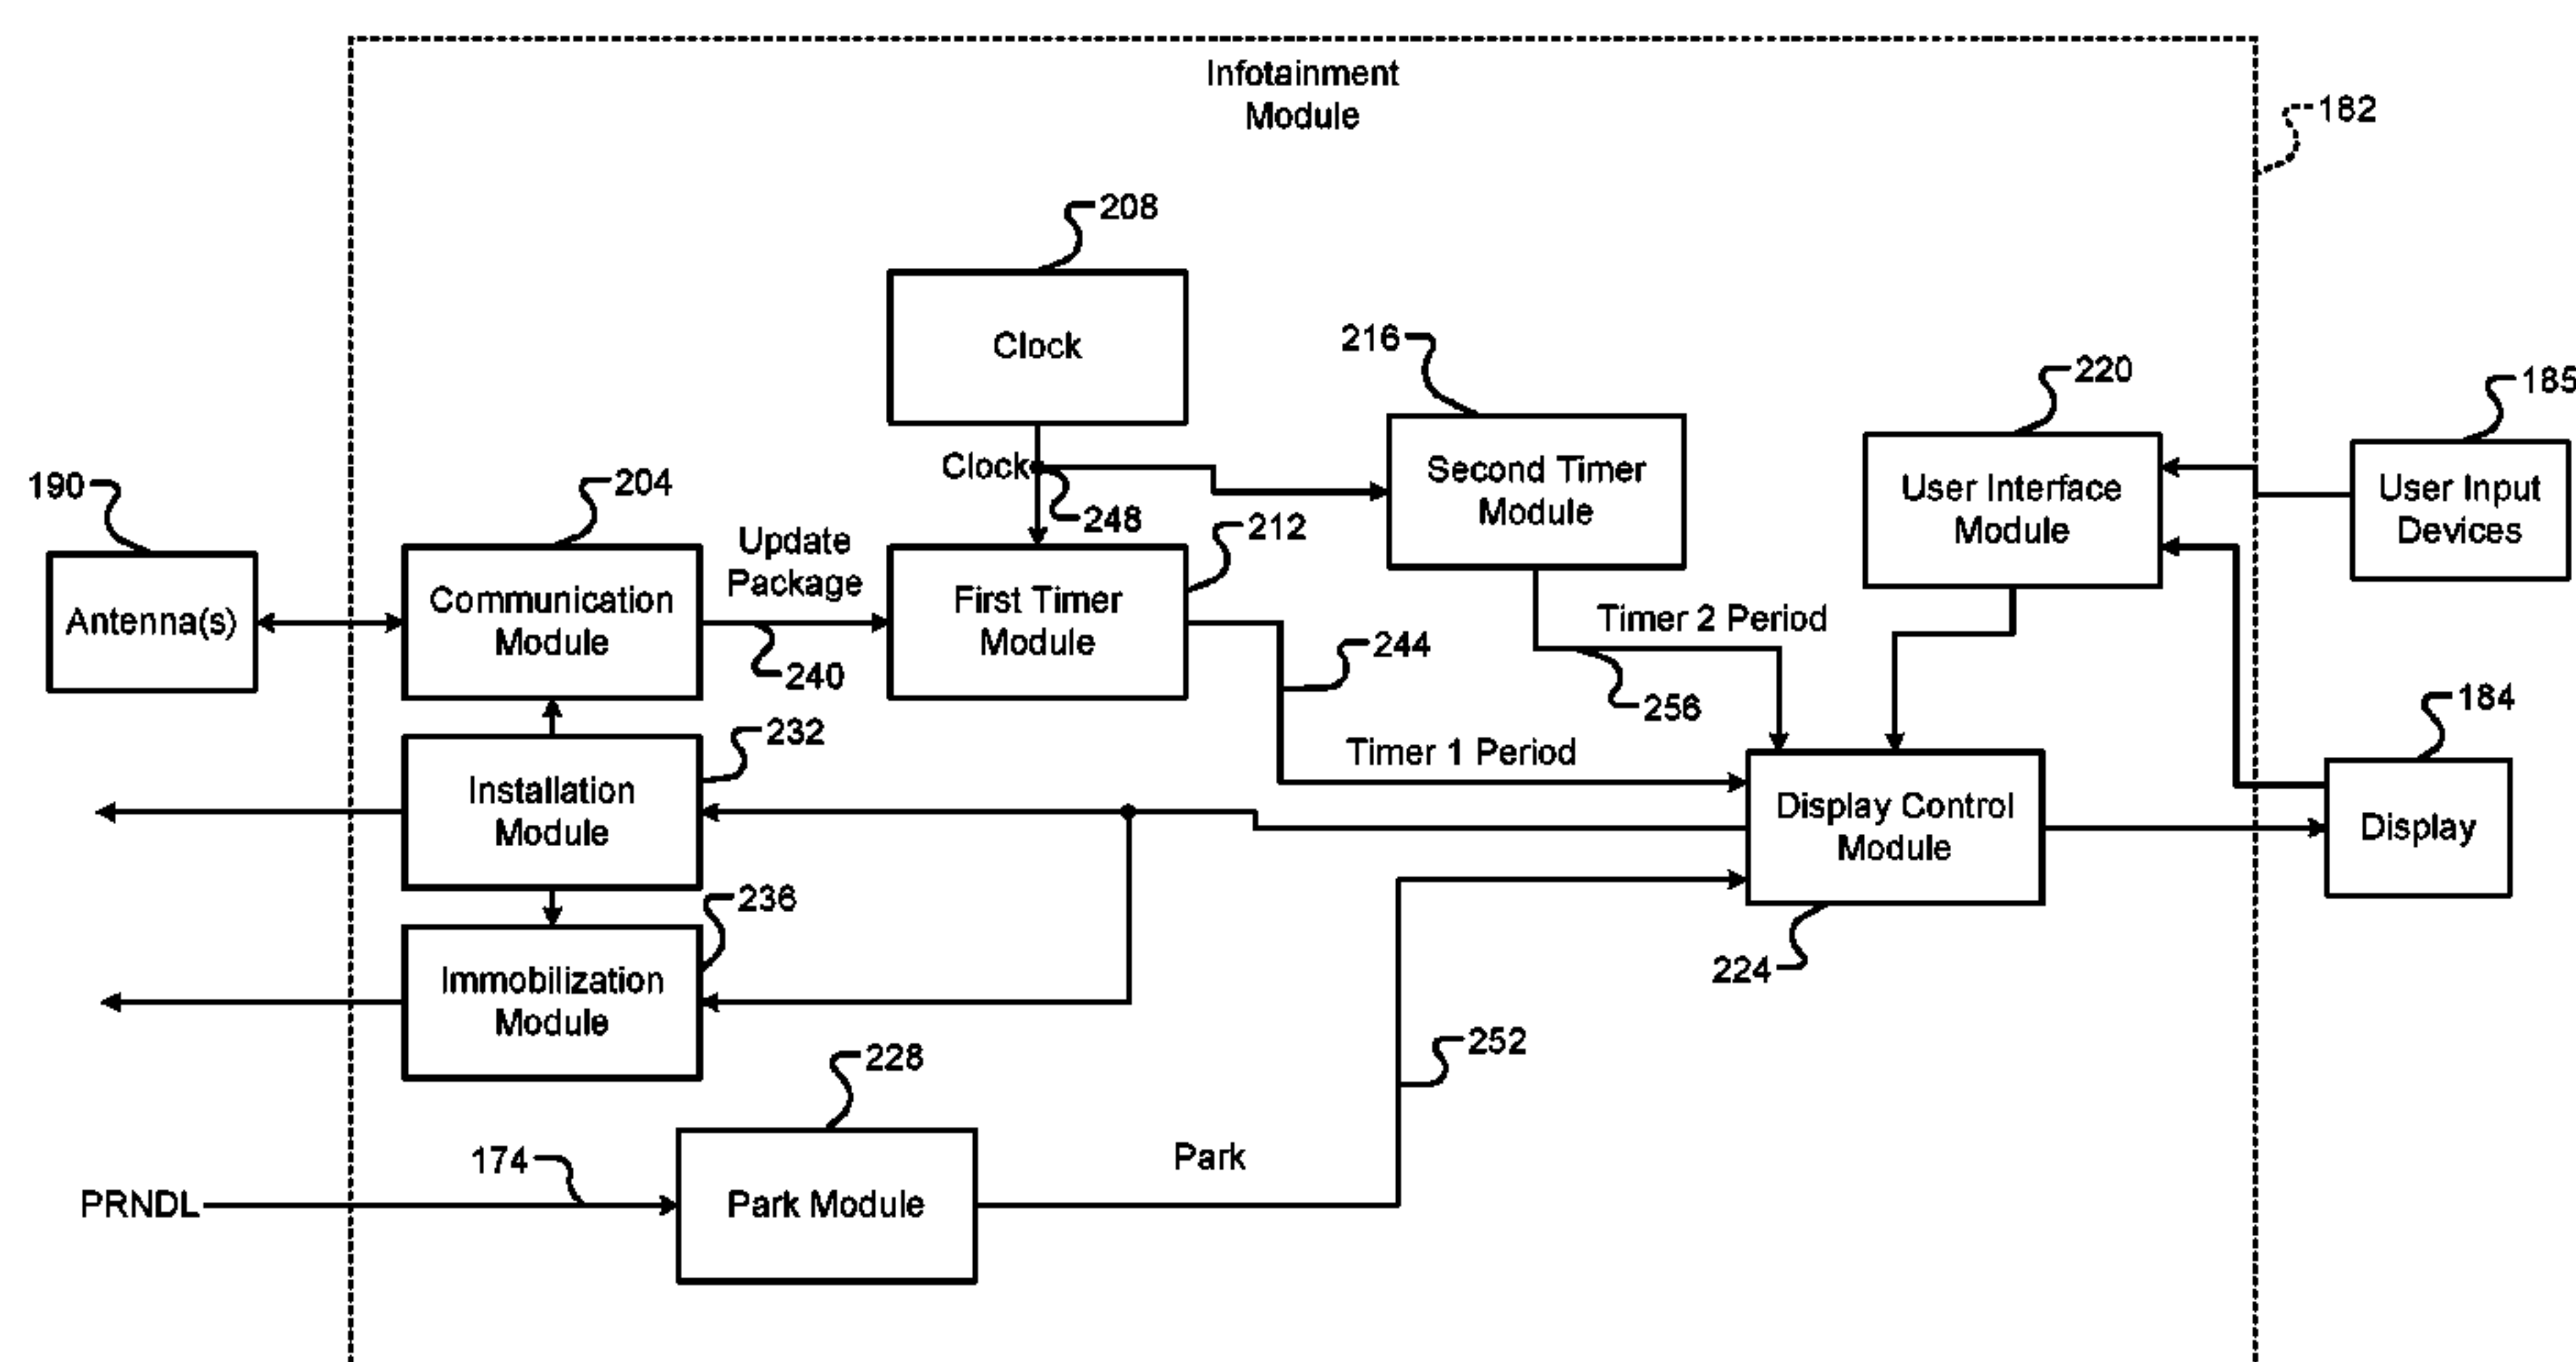 Infotainment
Module
182
208
Clock
216
220
185
Clock
248
Second Timer
Module
User Interface
Module
User Input
Devices
190
204
212
Antenna(s)
Communication
Module
Update
Package
240
First Timer
Module
244
Timer 2 Period
256
184
232
Timer 1 Period
Installation
Module
Display Control
Module
Display
236
224
Immobilization
Module
252
228
174
Park
PRNDL
Park Module